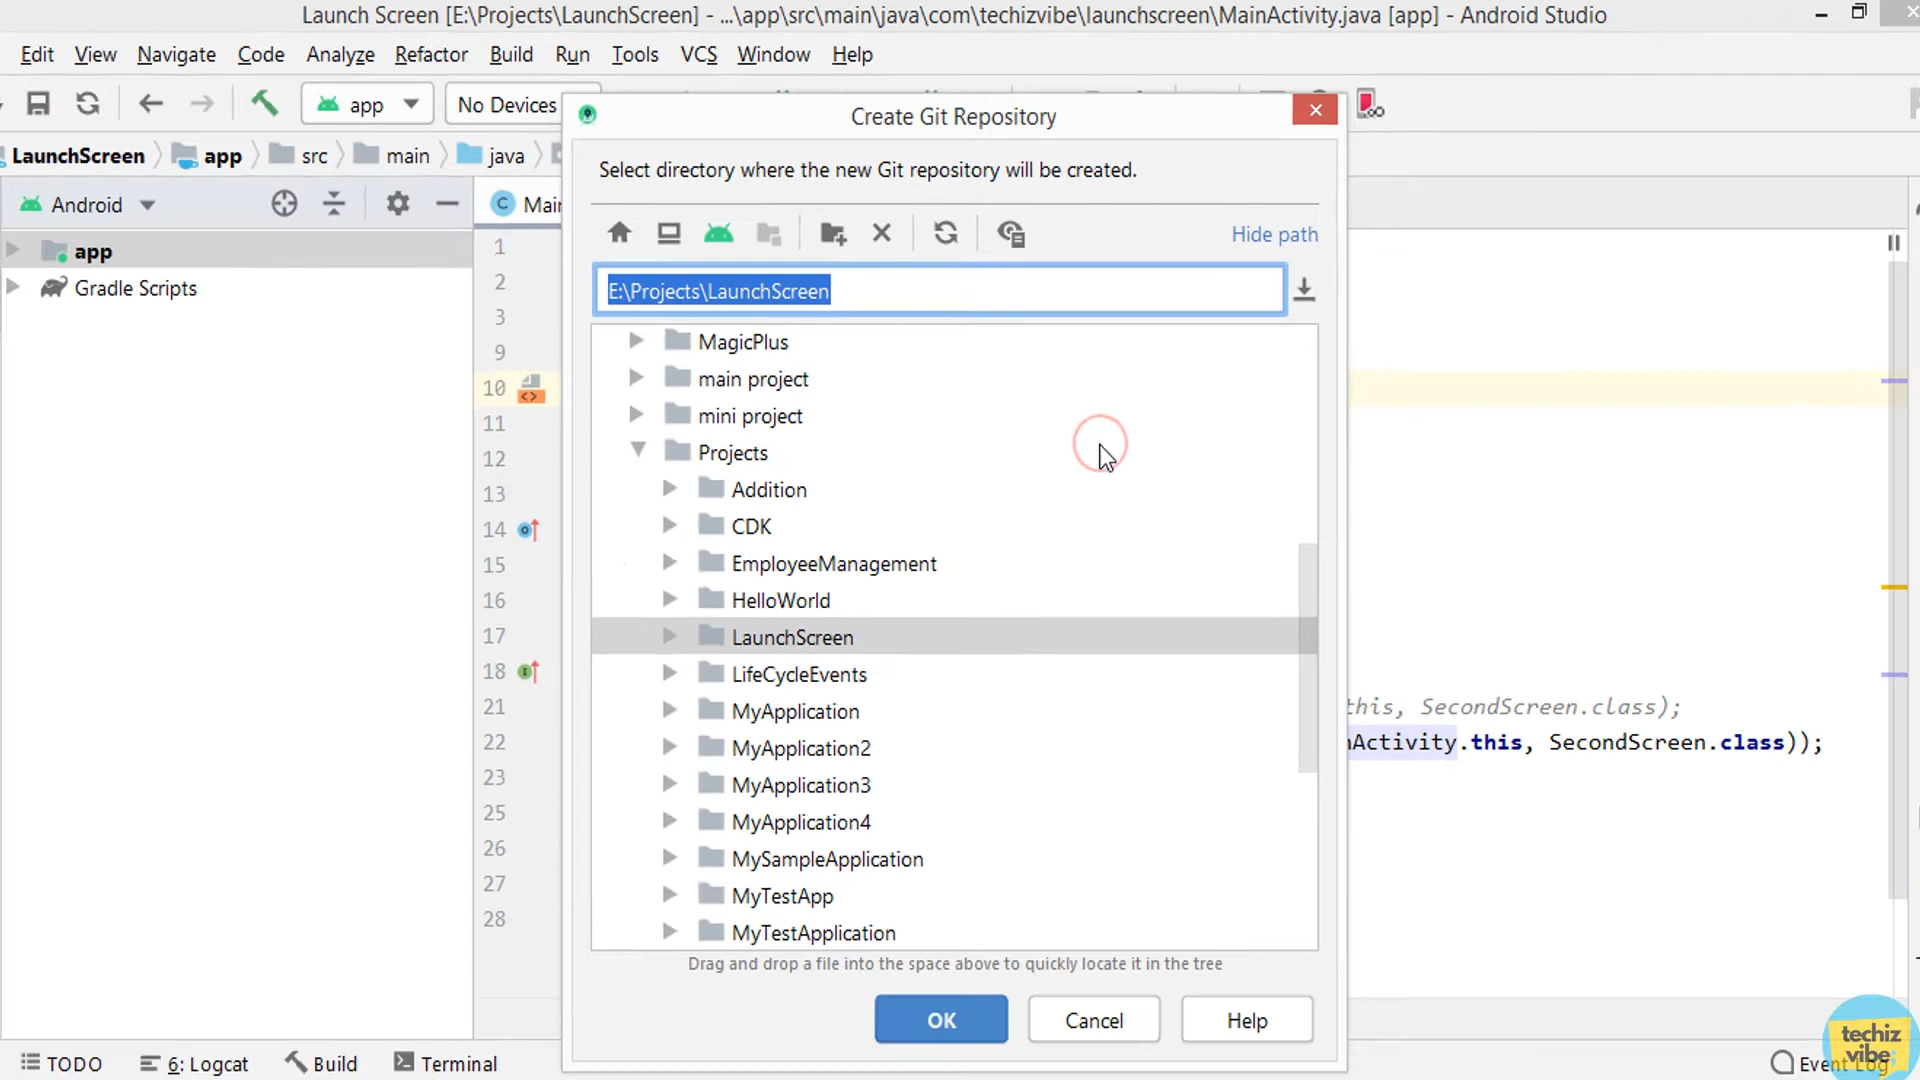 Launch Screen [E:\Projects\LaunchScreen] - ...\app\src\main\java\com\techizvibe\launchscreen\MainActivity.java [app] - Android Studio
Edit View Navigate Code Analyze Refactor Build Run Tools VCS Window Help
app No Devices
LaunchScreen app src main java
Android
app
Gradle Scripts
1
2
3
9
10
11
12
13
14
15
16
17
18
21
22
23
25
26
27
28
Create Git Repository
Select directory where the new Git repository will be created.
Hide path
E:\Projects\LaunchScreen
MagicPlus
main project
mini project
Projects
Addition
CDK
EmployeeManagement
HelloWorld
LaunchScreen
LifeCycleEvents
MyApplication
MyApplication2
MyApplication3
MyApplication4
MySampleApplication
MyTestApp
MyTestApplication
Drag and drop a file into the space above to quickly locate it in the tree
OK Cancel Help
this, SecondScreen.class);
Activity.this, SecondScreen.class));
TODO 6: Logcat Build Terminal
Event Log
techiz
vibe